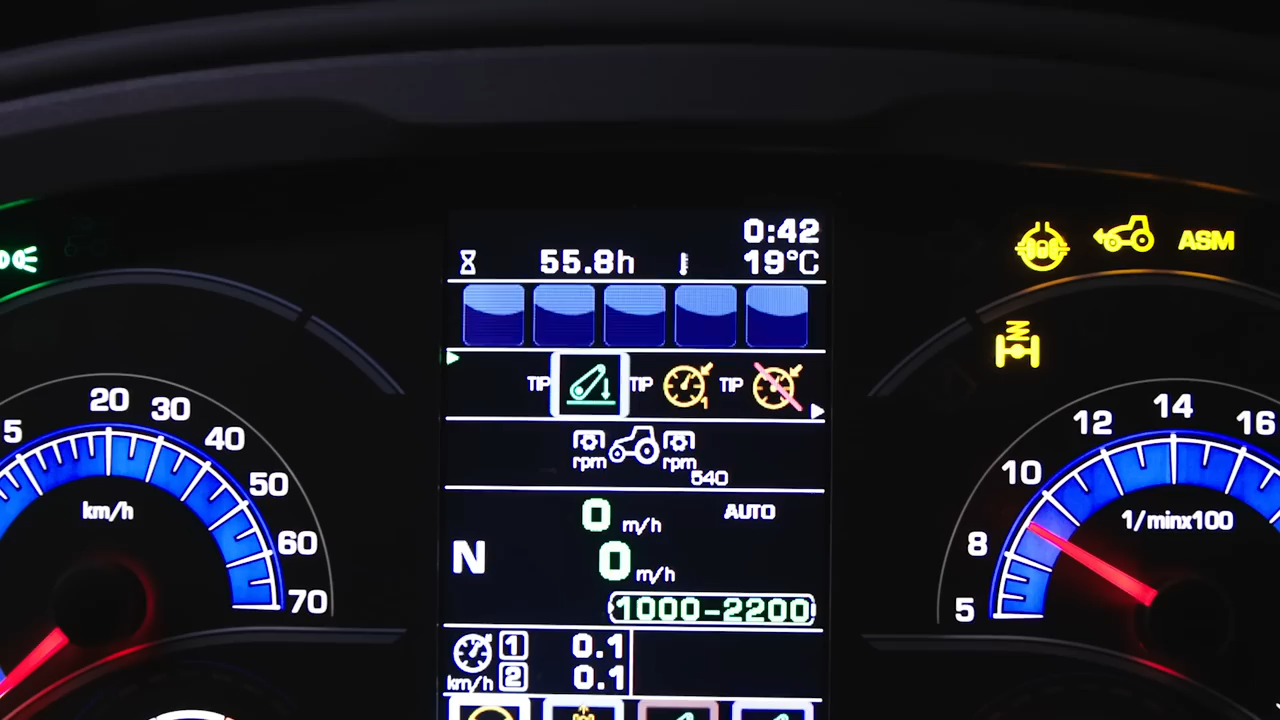 0:42
55.8h 19°C
ASM
TIP TIP 1 TIP
rpm rpm
540
0 m/h AUTO
N 0 m/h
1000-2200
1 0.1
km/h 2 0.1
5 20 30 40 50 60 70
km/h
5 8 10 12 14 16
1/minx100